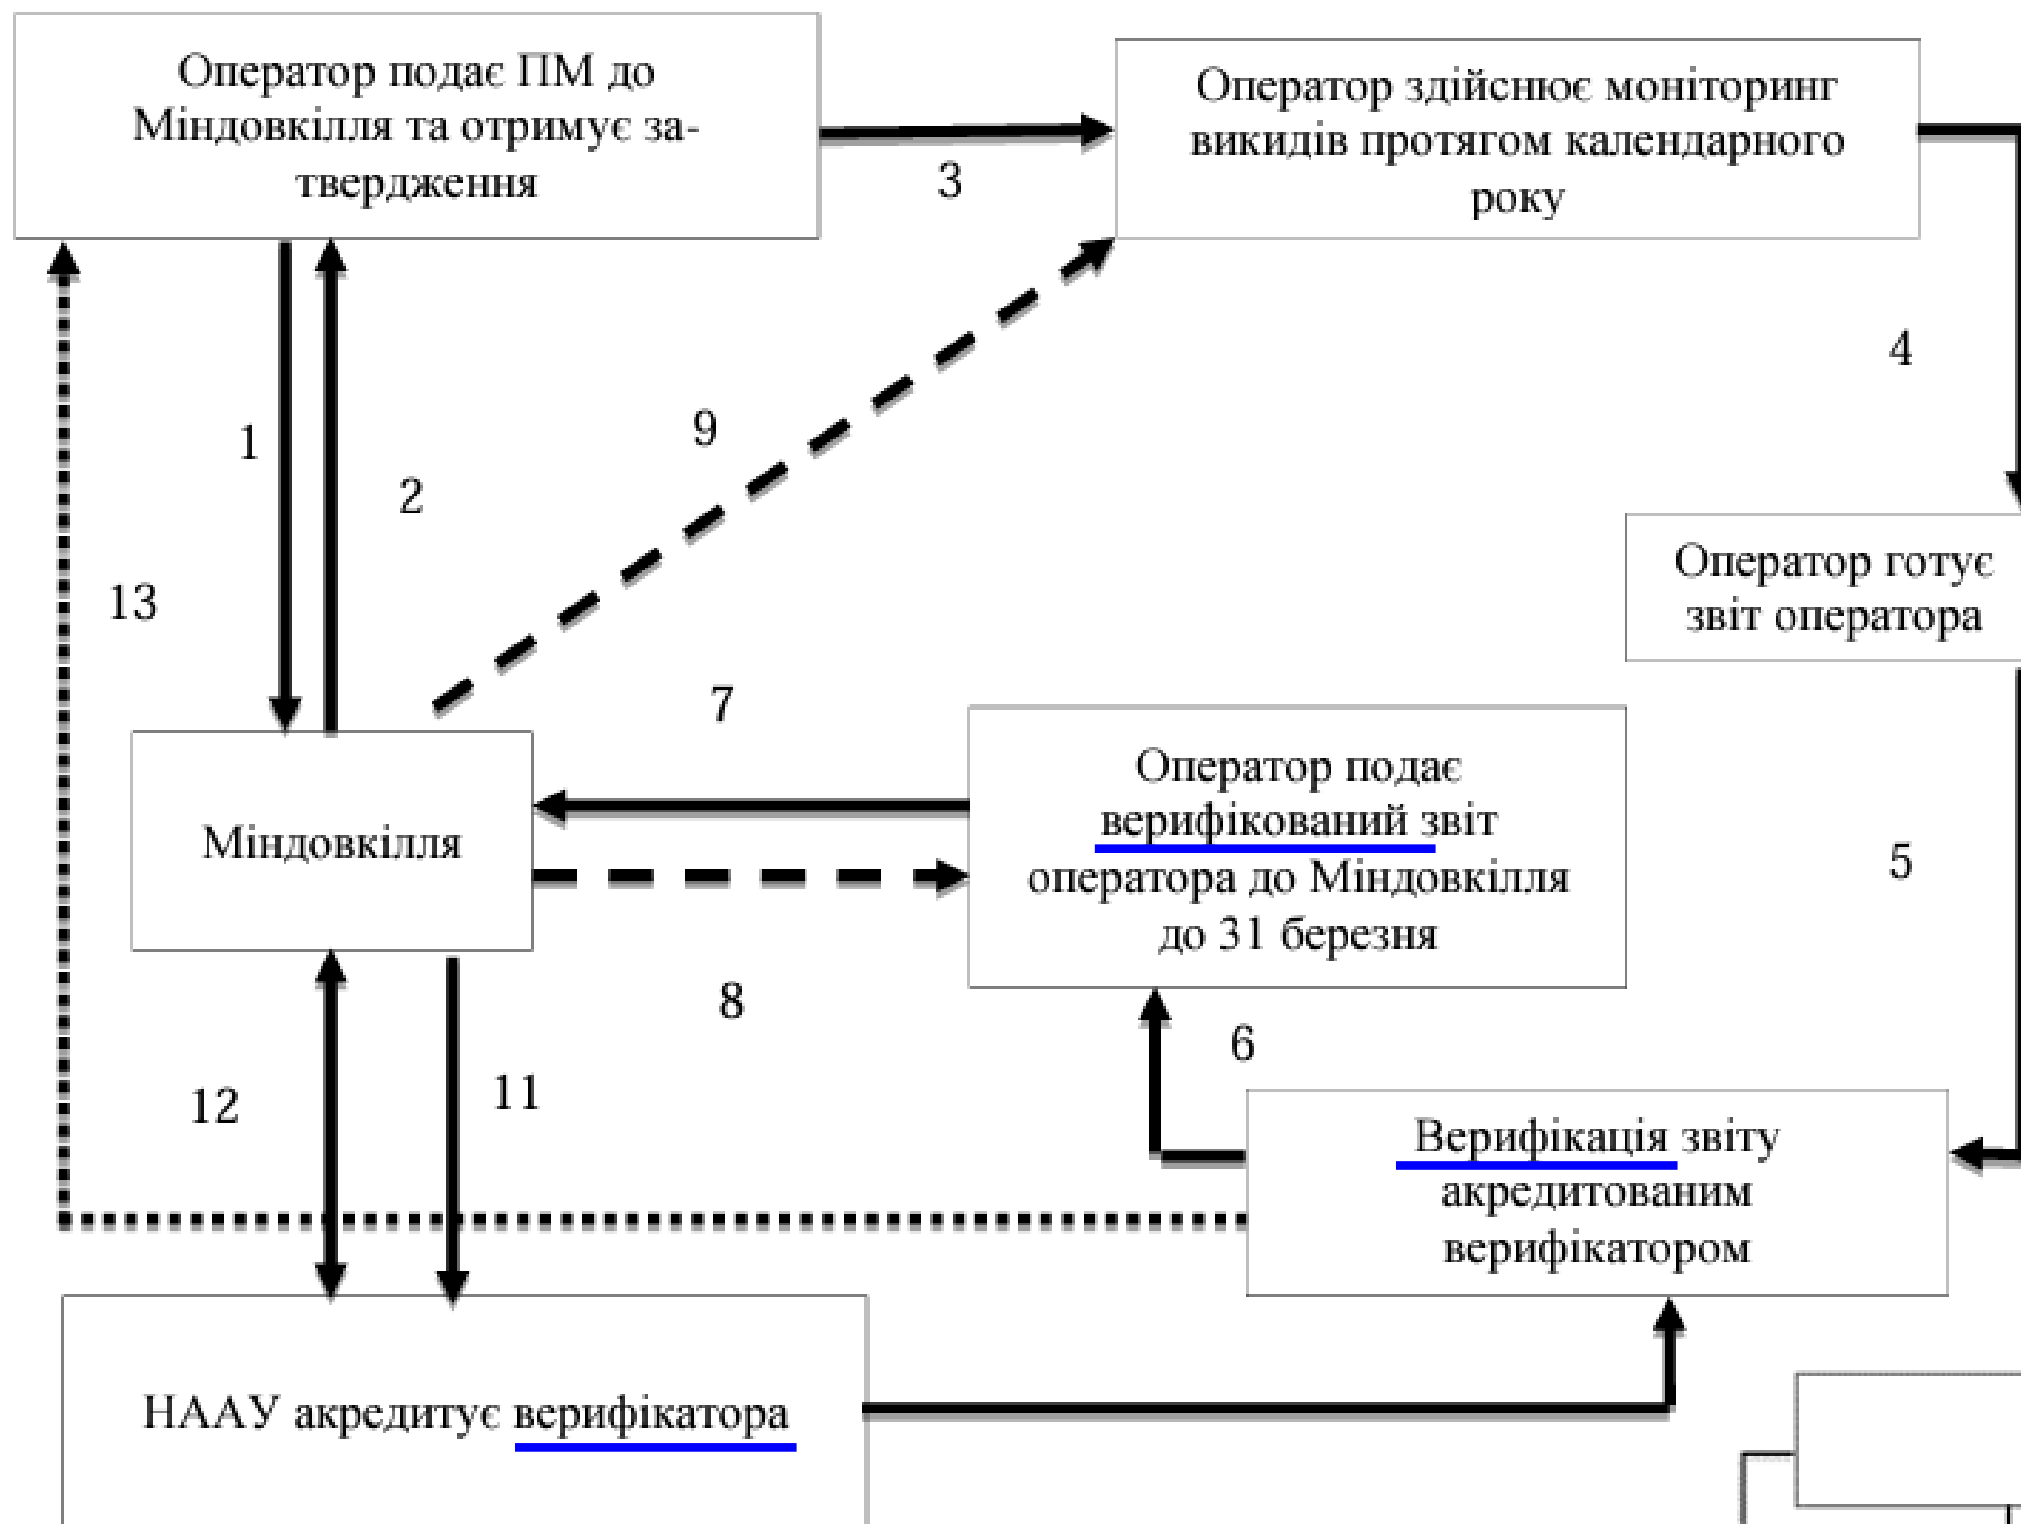 Оператор подає ПМ до
Міндовкілля та отримує за-
твердження
Оператор здійснює моніторинг
викидів протягом календарного
року
3
4
9
1
2
13
Оператор готує
звіт оператора
7
Оператор подає
верифікований звіт
оператора до Міндовкілля
до 31 березня
Міндовкілля
5
8
6
12
11
Верифікація звіту
акредитованим
верифікатором
НААУ акредитує верифікатора